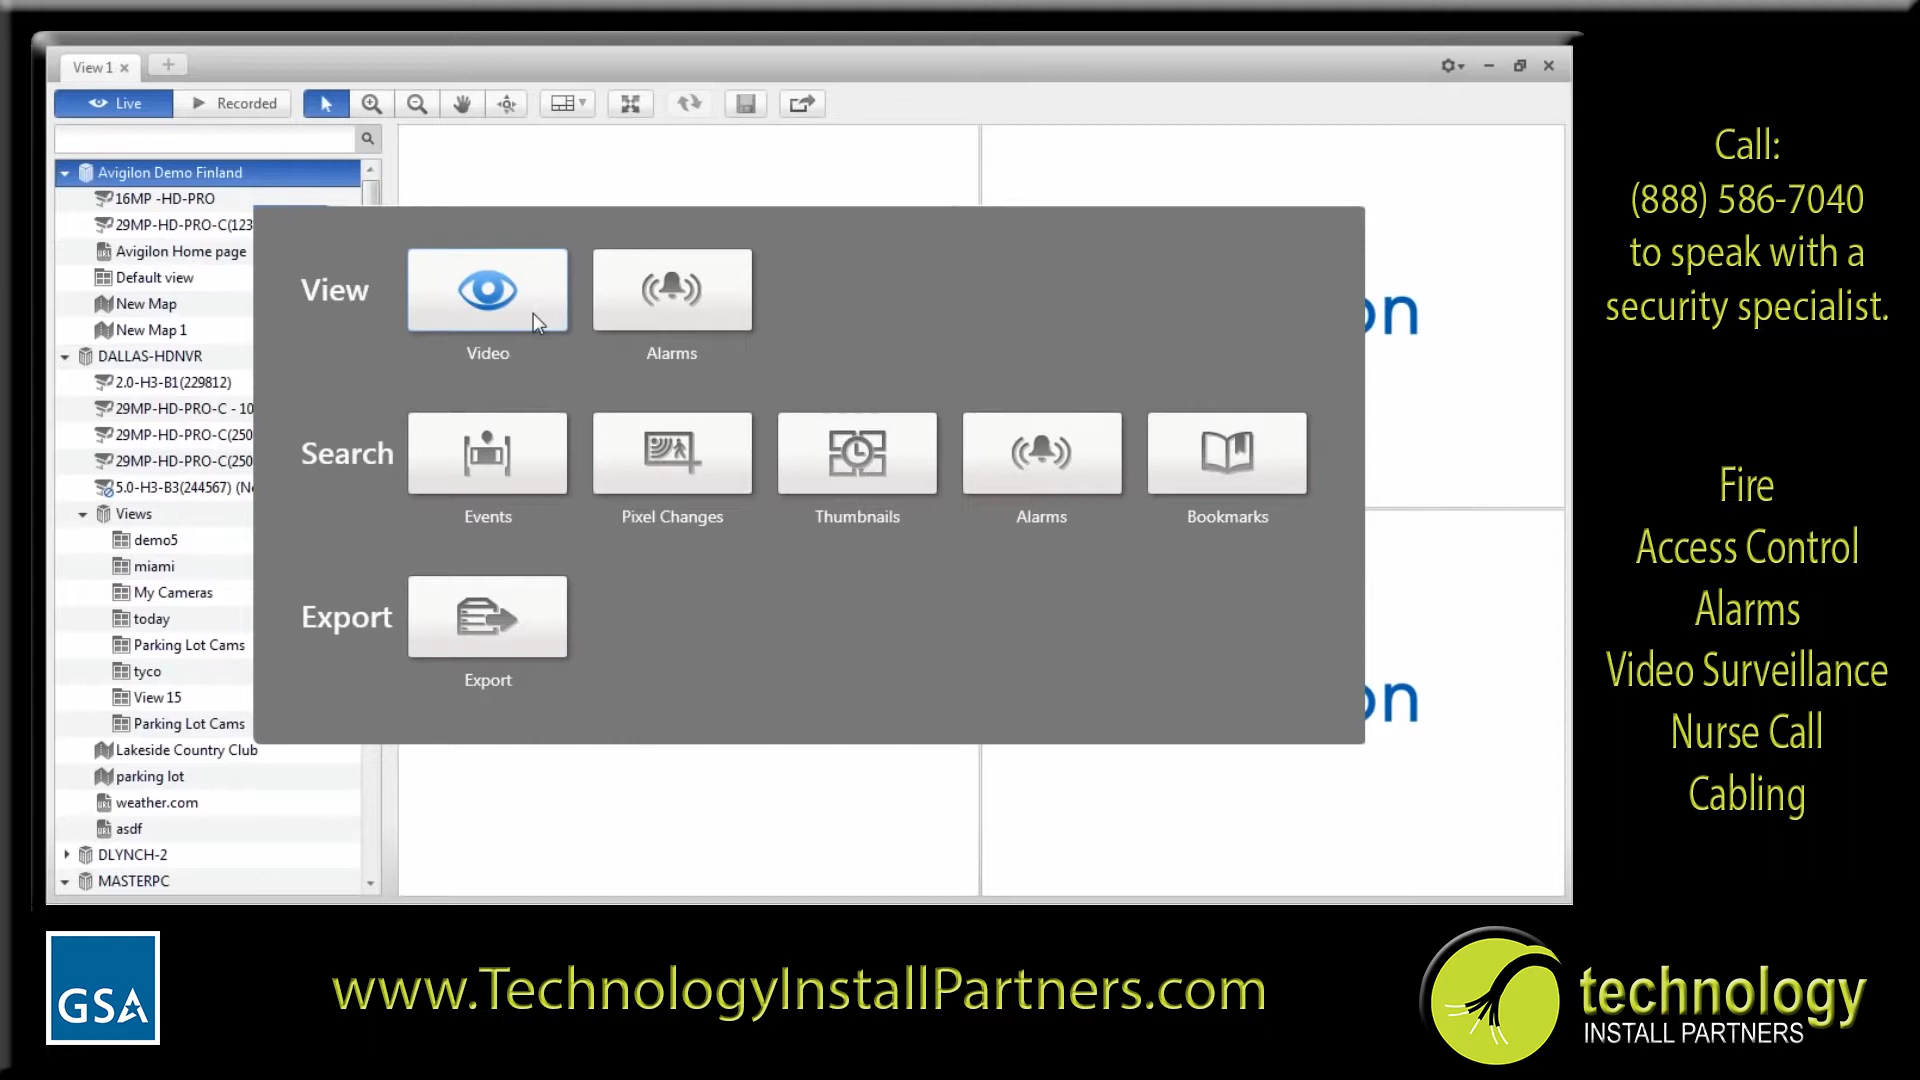 View 1
Live
Recorded
Avigilon Demo Finland
16MP -HD-PRO
29MP-HD-PRO-C(123
Avigilon Home page
Default view
New Map
New Map 1
DALLAS-HDNVR
2.0-H3-B1(229812)
29MP-HD-PRO-C - 10
29MP-HD-PRO-C(250
29MP-HD-PRO-C(250
5.0-H3-B3(244567) (N
Views
demo5
miami
My Cameras
today
Parking Lot Cams
tyco
View 15
Parking Lot Cams
Lakeside Country Club
parking lot
weather.com
asdf
DLYNCH-2
MASTERPC
View
Video
Alarms
Search
Events
Pixel Changes
Thumbnails
Alarms
Bookmarks
Export
Export
on
on
Call:
(888) 586-7040
to speak with a
security specialist.
Fire
Access Control
Alarms
Video Surveillance
Nurse Call
Cabling
GSA
www.TechnologyInstallPartners.com
technology
INSTALL PARTNERS